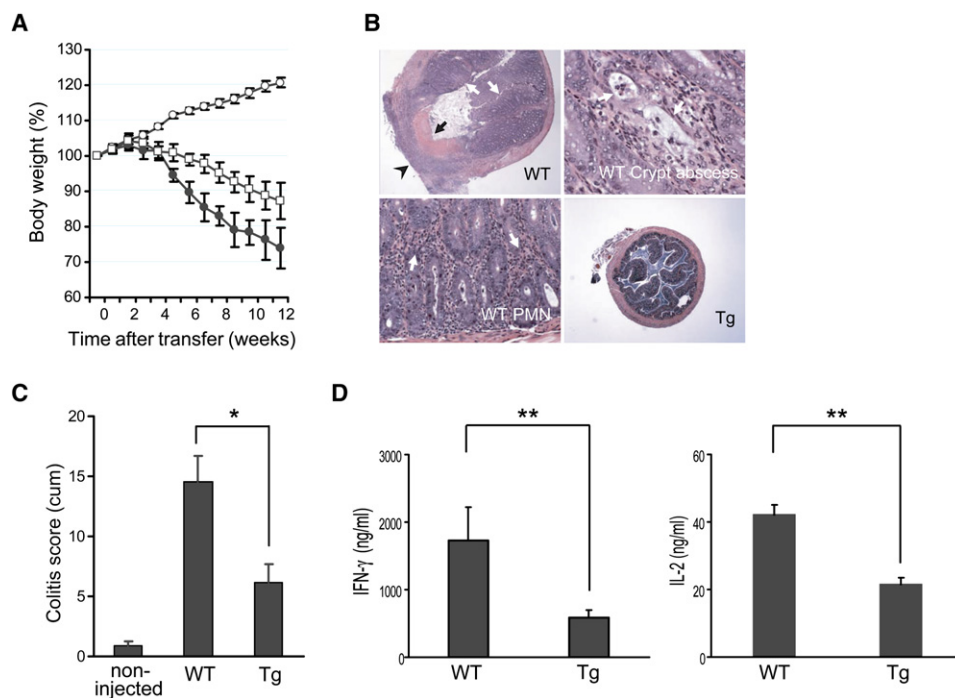 A
130
120
110
100
90
80
70
60
Body weight (%)
0 2 4 6 8 10 12
Time after transfer (weeks)
B
WT
WT Crypt abscess
WT PMN
Tg
C
20
15
10
5
0
Colitis score (cum)
*
non-
injected
WT
Tg
D
3000
2000
1000
0
IFN-γ (ng/ml)
**
WT
Tg
60
40
20
0
IL-2 (ng/ml)
**
WT
Tg